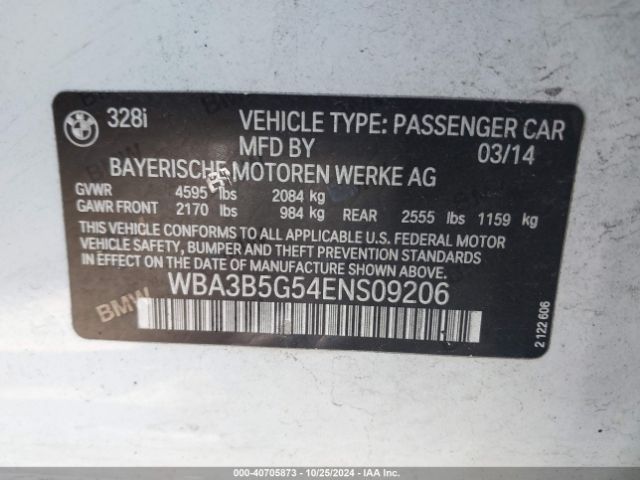 328i VEHICLE TYPE: PASSENGER CAR
MFD BY 03/14
BAYERISCHE MOTOREN WERKE AG
GVWR 4595 lbs 2084 kg
GAWR FRONT 2170 lbs 984 kg REAR 2555 lbs 1159 kg
THIS VEHICLE CONFORMS TO ALL APPLICABLE U.S. FEDERAL MOTOR
VEHICLE SAFETY, BUMPER AND THEFT PREVENTION STANDARDS
IN EFFECT ON THE DATE OF MANUFACTURE SHOWN ABOVE.
WBA3B5G54ENS09206
BMW
2 122 606
000-40705873 | 10/25/2024 | IAA Inc.